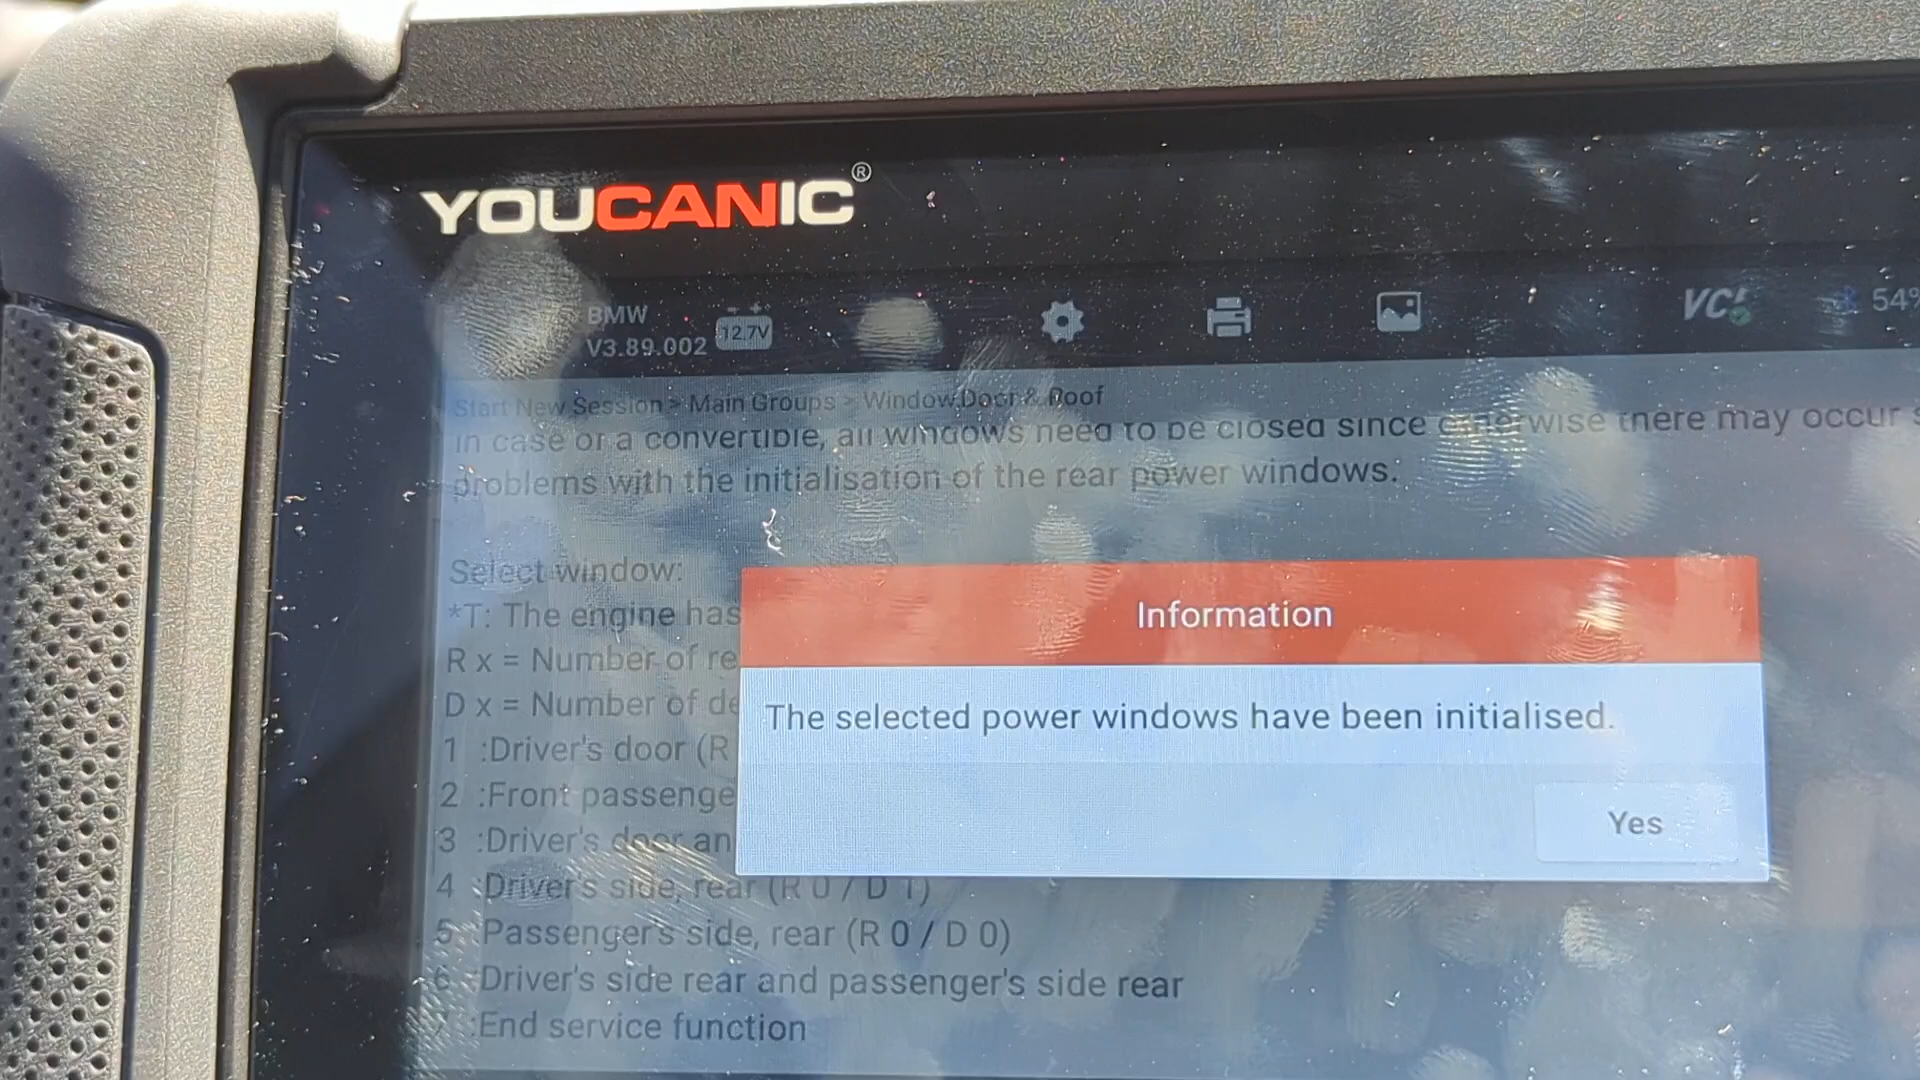 YOUCANIC®
BMW
V3.89.002
12.7V
VCI
54%
Start New Session > Main Groups > Window Door & Roof
In case of a convertible, all windows need to be closed since otherwise there may occur
problems with the initialisation of the rear power windows.
Select window:
*T: The engine has
R x = Number of re
D x = Number of de
1 :Driver's door (R
2 :Front passenge
3 :Driver's door an
4 :Driver's side, rear (R 0 / D 1)
5 :Passenger's side, rear (R 0 / D 0)
6 :Driver's side rear and passenger's side rear
7 :End service function
Information
The selected power windows have been initialised.
Yes